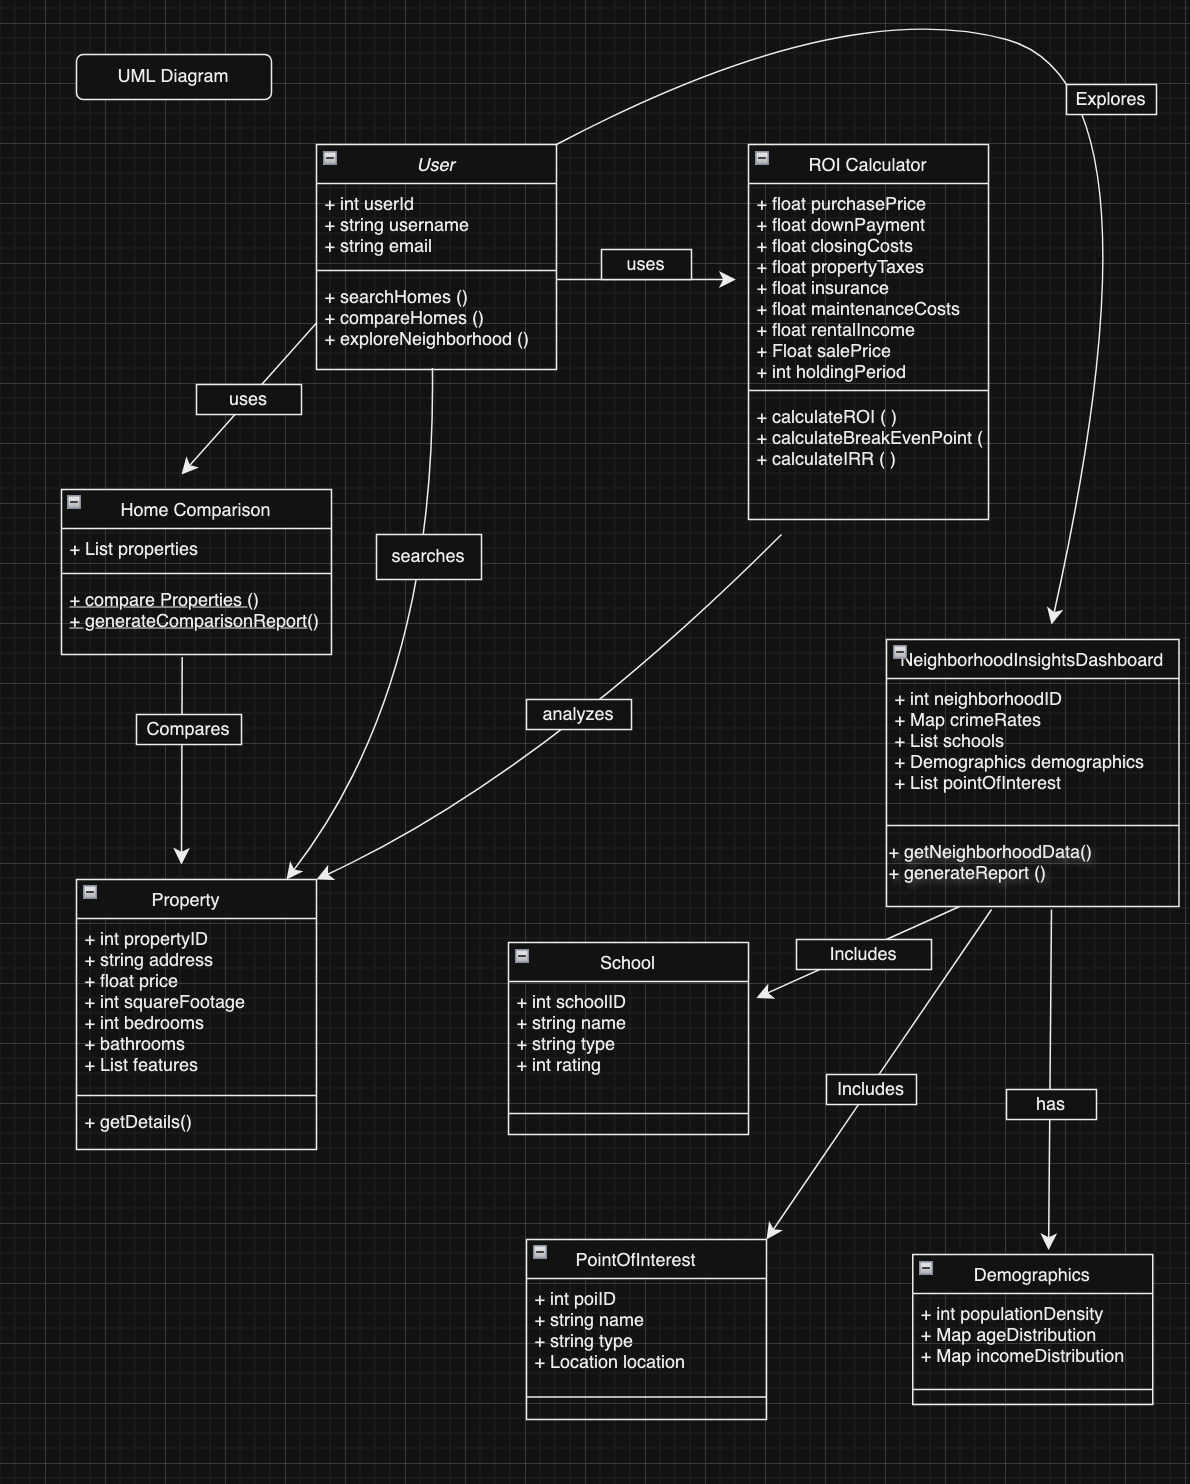 UML Diagram
Explores
User
+ int userId
+ string username
+ string email
+ searchHomes ()
+ compareHomes ()
+ exploreNeighborhood ()
uses
ROI Calculator
+ float purchasePrice
+ float downPayment
+ float closingCosts
+ float propertyTaxes
+ float insurance
+ float maintenanceCosts
+ float rentalIncome
+ Float salePrice
+ int holdingPeriod
+ calculateROI ( )
+ calculateBreakEvenPoint (
+ calculateIRR ( )
uses
Home Comparison
+ List properties
+ compare Properties ()
+ generateComparisonReport()
searches
Compares
analyzes
NeighborhoodInsightsDashboard
+ int neighborhoodID
+ Map crimeRates
+ List schools
+ Demographics demographics
+ List pointOfInterest
+ getNeighborhoodData()
+ generateReport ()
Property
+ int propertyID
+ string address
+ float price
+ int squareFootage
+ int bedrooms
+ bathrooms
+ List features
+ getDetails()
School
+ int schoolID
+ string name
+ string type
+ int rating
Includes
Includes
has
PointOfInterest
+ int poiID
+ string name
+ string type
+ Location location
Demographics
+ int populationDensity
+ Map ageDistribution
+ Map incomeDistribution